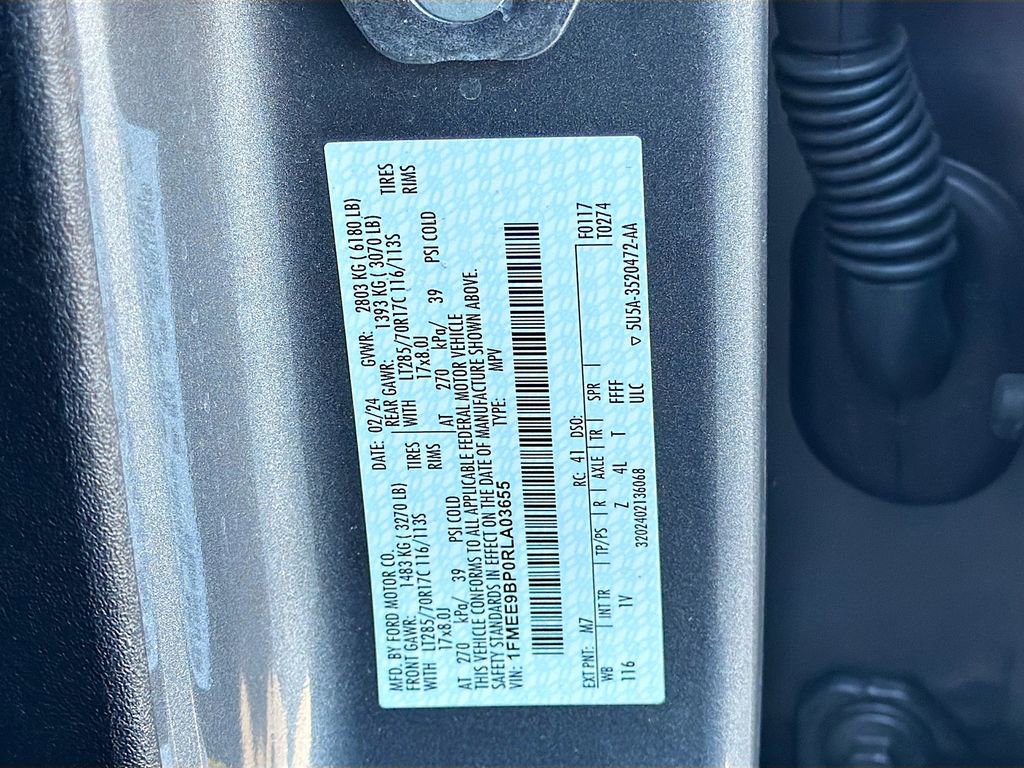 MFD. BY FORD MOTOR CO. DATE: 02/24 GVWR: 2803 KG ( 6180 LB)
FRONT GAWR: 1483 KG ( 3270 LB) REAR GAWR: 1393 KG ( 3070 LB)
WITH LT285/70R17C 116/113S TIRES WITH LT285/70R17C 116/113S TIRES
17x8.0J RIMS 17x8.0J RIMS
AT 270 kPa/ 39 PSI COLD AT 270 kPa/ 39 PSI COLD
THIS VEHICLE CONFORMS TO ALL APPLICABLE FEDERAL MOTOR VEHICLE
SAFETY STANDARDS IN EFFECT ON THE DATE OF MANUFACTURE SHOWN ABOVE.
VIN: 1FMEE9BP0RLA03655 TYPE: MPV
EXT PNT: M7 RC: 41 DSO: F0117
WB INT TR TP/PS R AXLE TR SPR T0274
116 1V Z 4L T FFFF
3202402136068 ULC ▽ 5U5A-3520472-AA